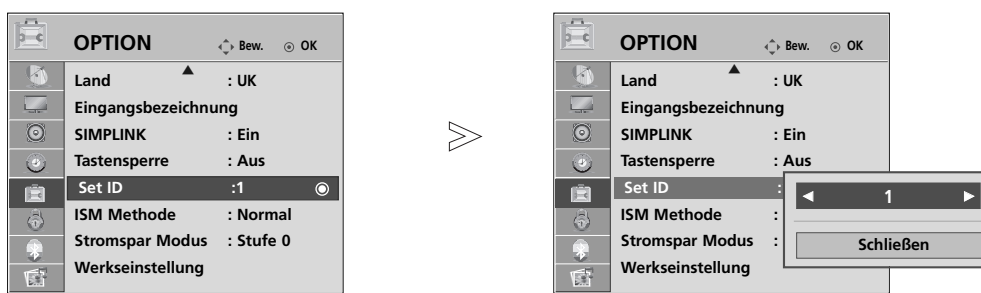 OPTION
Bew. OK
Land : UK
Eingangsbezeichnung
SIMPLINK : Ein
Tastensperre : Aus
Set ID :1
ISM Methode : Normal
Stromspar Modus : Stufe 0
Werkseinstellung
OPTION
Bew. OK
Land : UK
Eingangsbezeichnung
SIMPLINK : Ein
Tastensperre : Aus
Set ID :
ISM Methode :
Stromspar Modus :
Werkseinstellung
1
Schließen